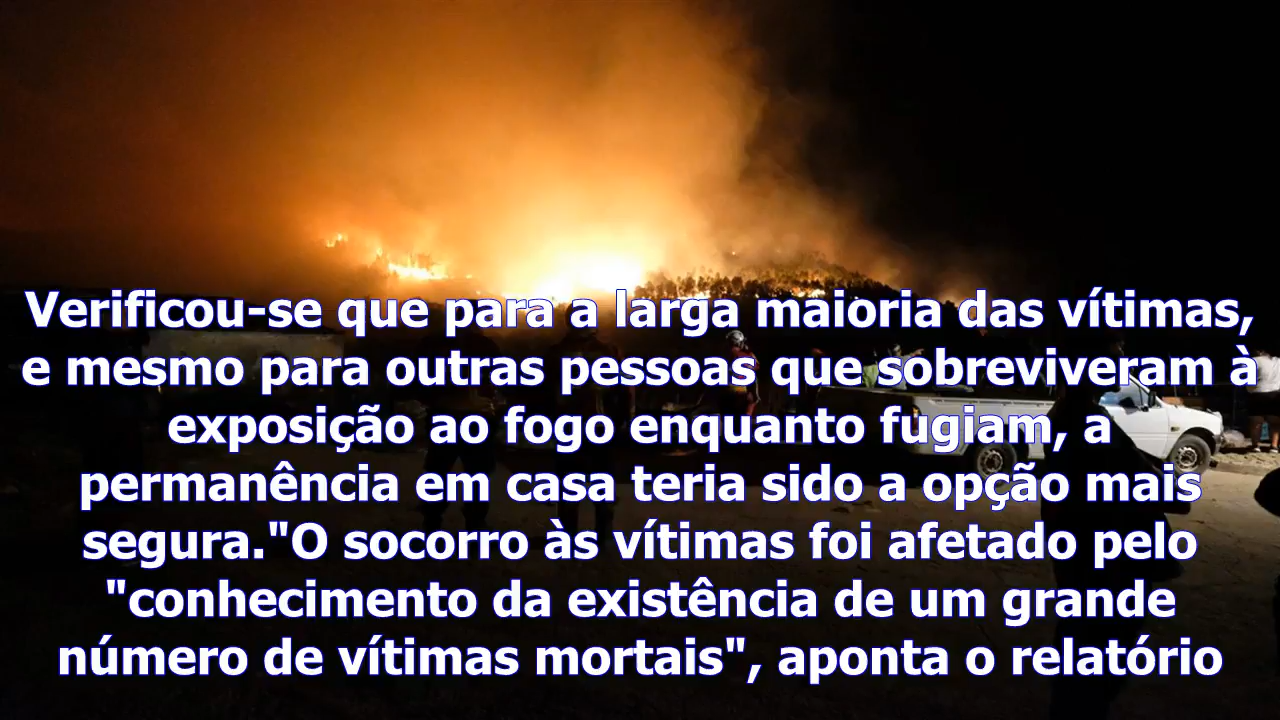 Verificou-se que para a larga maioria das vítimas,
e mesmo para outras pessoas que sobreviveram à
exposição ao fogo enquanto fugiam, a
permanência em casa teria sido a opção mais
segura."O socorro às vítimas foi afetado pelo
"conhecimento da existência de um grande
número de vítimas mortais", aponta o relatório